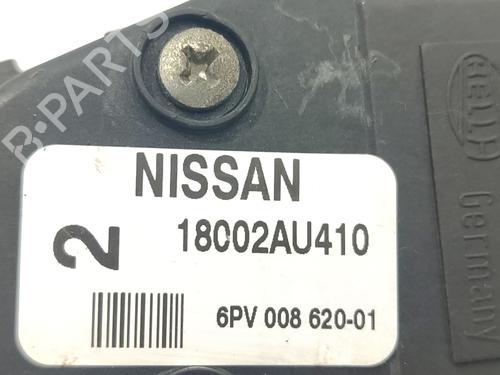 B-PARTS
HELLA
Germany
NISSAN
2
18002AU410
6PV 008 620-01